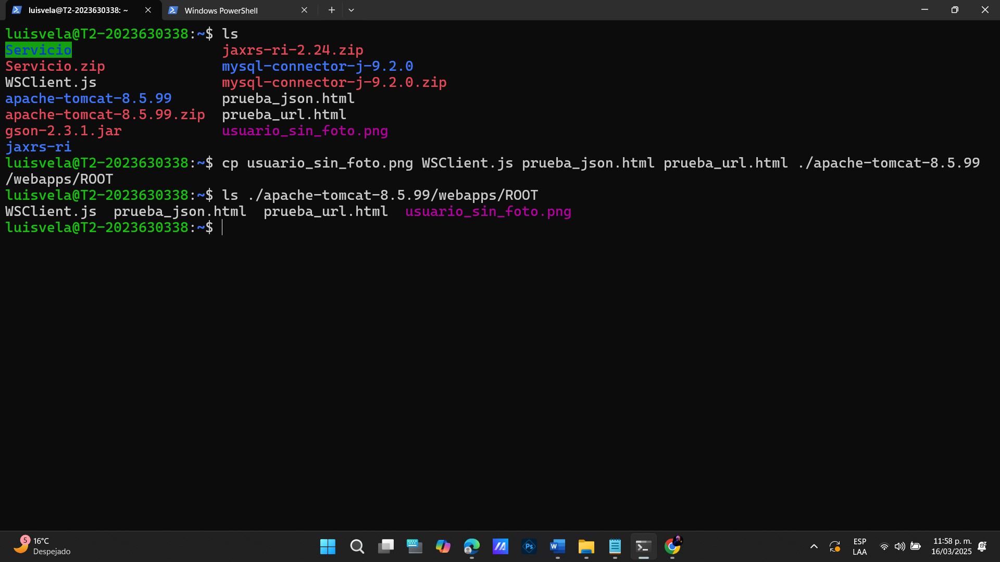 luisvela@T2-2023630338: ~
Windows PowerShell
luisvela@T2-2023630338:~$ ls
Servicio jaxrs-ri-2.24.zip
Servicio.zip mysql-connector-j-9.2.0
WSClient.js mysql-connector-j-9.2.0.zip
apache-tomcat-8.5.99 prueba_json.html
apache-tomcat-8.5.99.zip prueba_url.html
gson-2.3.1.jar usuario_sin_foto.png
jaxrs-ri
luisvela@T2-2023630338:~$ cp usuario_sin_foto.png WSClient.js prueba_json.html prueba_url.html ./apache-tomcat-8.5.99
/webapps/ROOT
luisvela@T2-2023630338:~$ ls ./apache-tomcat-8.5.99/webapps/ROOT
WSClient.js prueba_json.html prueba_url.html usuario_sin_foto.png
luisvela@T2-2023630338:~$
5
16°C
Despejado
Ps
W
ESP
LAA
11:58 p. m.
16/03/2025